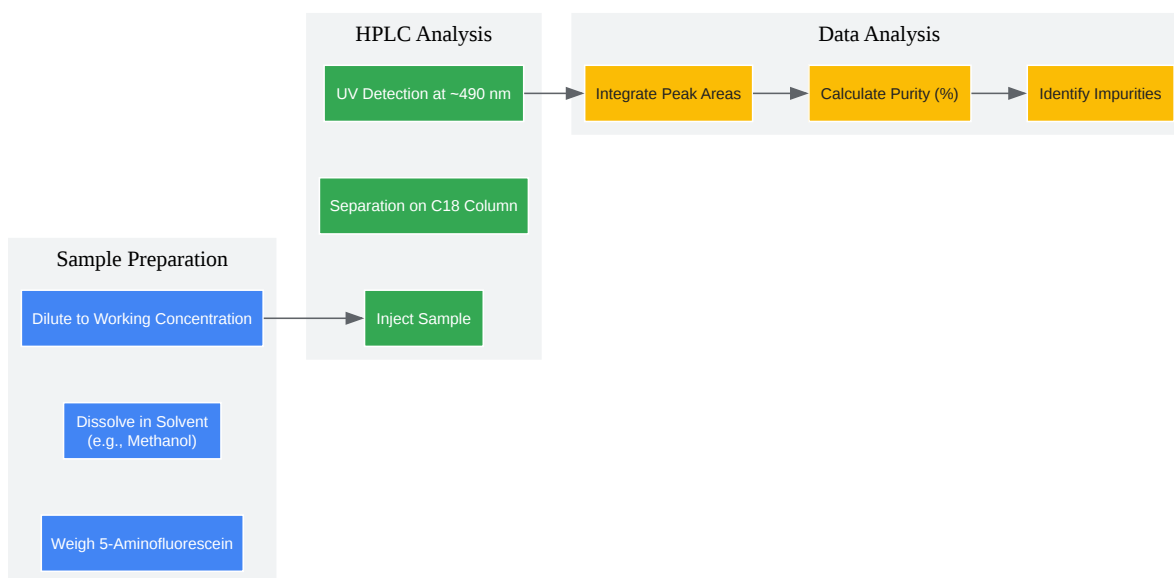 HPLC Analysis
UV Detection at ~490 nm
Separation on C18 Column
Inject Sample
Data Analysis
Integrate Peak Areas
Calculate Purity (%)
Identify Impurities
Sample Preparation
Dilute to Working Concentration
Dissolve in Solvent
(e.g., Methanol)
Weigh 5-Aminofluorescein